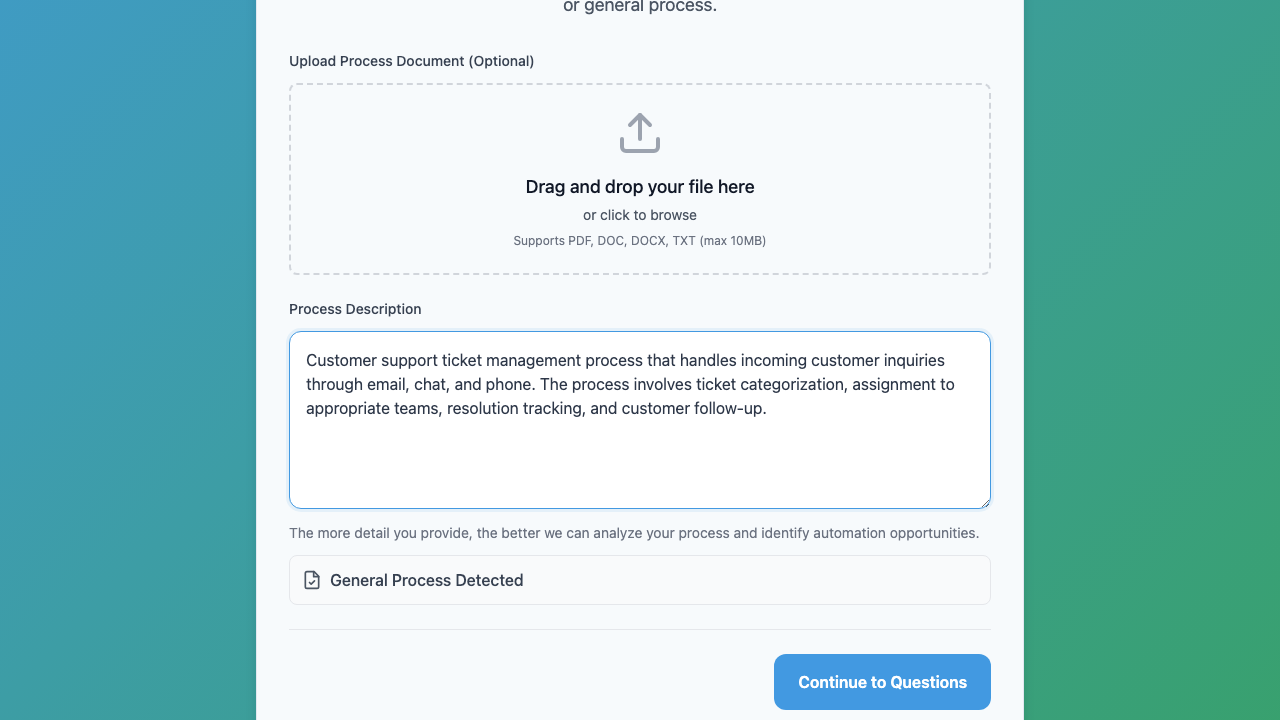 or general process.
Upload Process Document (Optional)
Drag and drop your file here
or click to browse
Supports PDF, DOC, DOCX, TXT (max 10MB)
Process Description
Customer support ticket management process that handles incoming customer inquiries
through email, chat, and phone. The process involves ticket categorization, assignment to
appropriate teams, resolution tracking, and customer follow-up.
The more detail you provide, the better we can analyze your process and identify automation opportunities.
General Process Detected
Continue to Questions